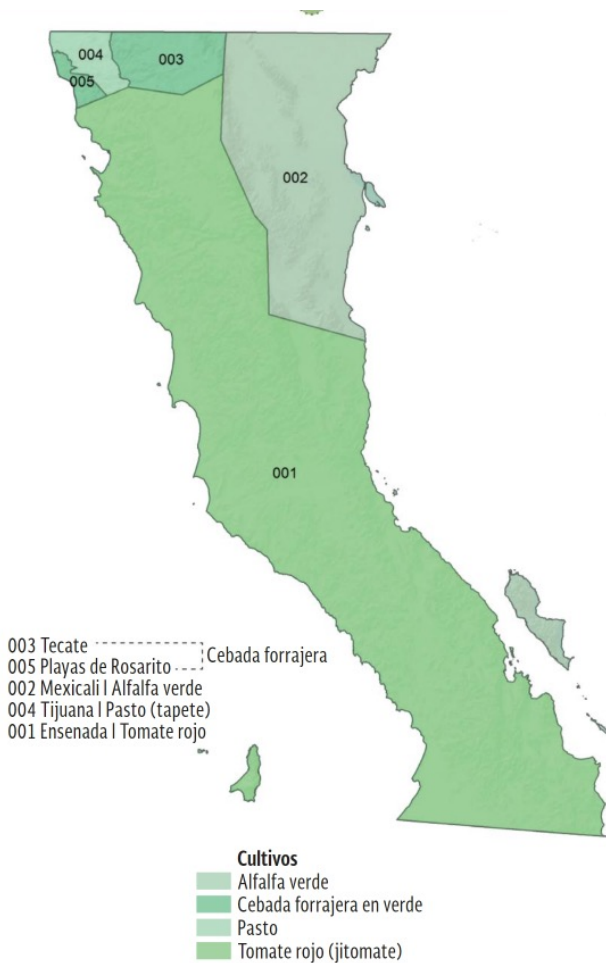 004
003
005
002
001
003 Tecate
Cebada forrajera
005 Playas de Rosarito
002 Mexicali | Alfalfa verde
004 Tijuana | Pasto (tapete)
001 Ensenada | Tomate rojo
Cultivos
Alfalfa verde
Cebada forrajera en verde
Pasto
Tomate rojo (jitomate)